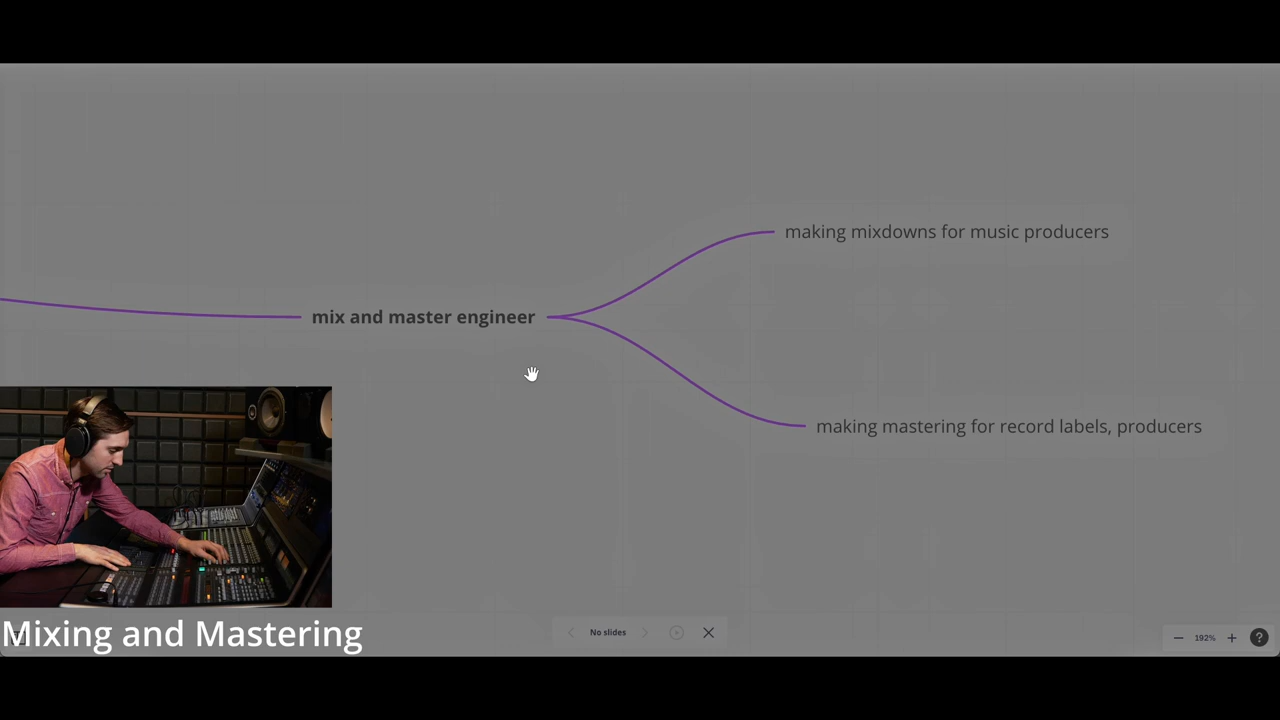 making mixdowns for music producers
mix and master engineer
making mastering for record labels, producers
Mixing and Mastering
No slides
192%
?